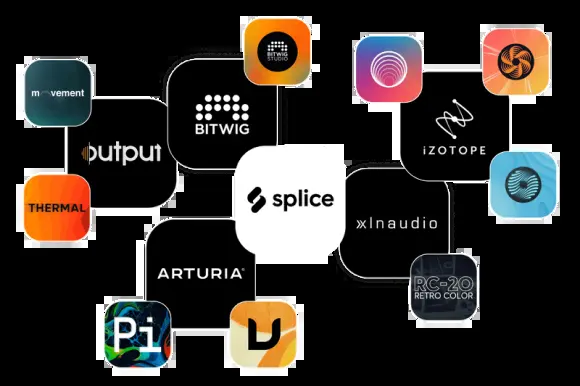 BITWIG
STUDIO
movement
output
BITWIG
iZOTOPE
THERMAL
splice
xlnaudio
ARTURIA
RC-20
RETRO COLOR
Pi